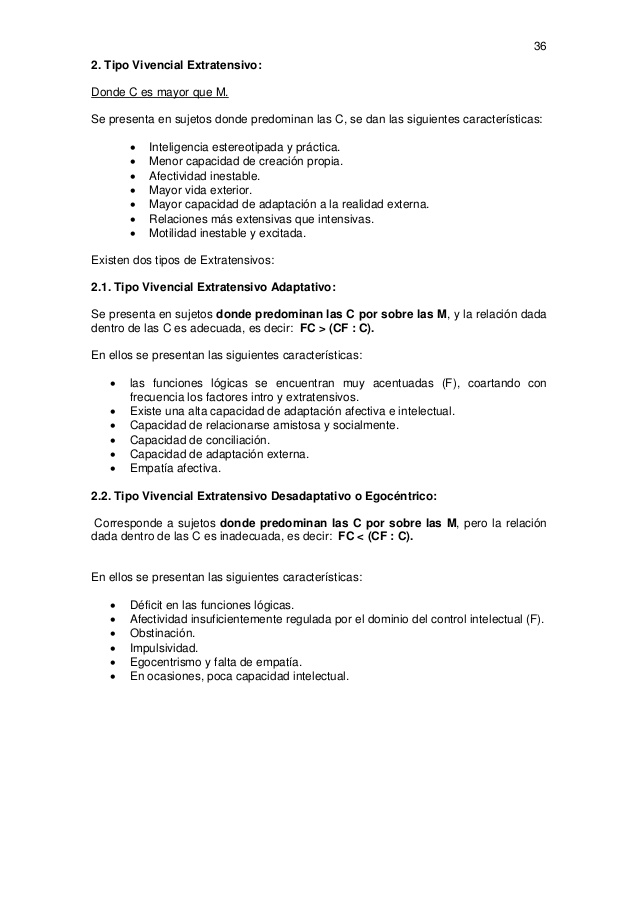 36
2. Tipo Vivencial Extratensivo:
Donde C es mayor que M.
Se presenta en sujetos donde predominan las C, se dan las siguientes características:
• Inteligencia estereotipada y práctica.
• Menor capacidad de creación propia.
• Afectividad inestable.
• Mayor vida exterior.
• Mayor capacidad de adaptación a la realidad externa.
• Relaciones más extensivas que intensivas.
• Motilidad inestable y excitada.
Existen dos tipos de Extratensivos:
2.1. Tipo Vivencial Extratensivo Adaptativo:
Se presenta en sujetos donde predominan las C por sobre las M, y la relación dada
dentro de las C es adecuada, es decir: FC > (CF : C).
En ellos se presentan las siguientes características:
• las funciones lógicas se encuentran muy acentuadas (F), coartando con
frecuencia los factores intro y extratensivos.
• Existe una alta capacidad de adaptación afectiva e intelectual.
• Capacidad de relacionarse amistosa y socialmente.
• Capacidad de conciliación.
• Capacidad de adaptación externa.
• Empatía afectiva.
2.2. Tipo Vivencial Extratensivo Desadaptativo o Egocéntrico:
Corresponde a sujetos donde predominan las C por sobre las M, pero la relación
dada dentro de las C es inadecuada, es decir: FC < (CF : C).
En ellos se presentan las siguientes características:
• Déficit en las funciones lógicas.
• Afectividad insuficientemente regulada por el dominio del control intelectual (F).
• Obstinación.
• Impulsividad.
• Egocentrismo y falta de empatía.
• En ocasiones, poca capacidad intelectual.